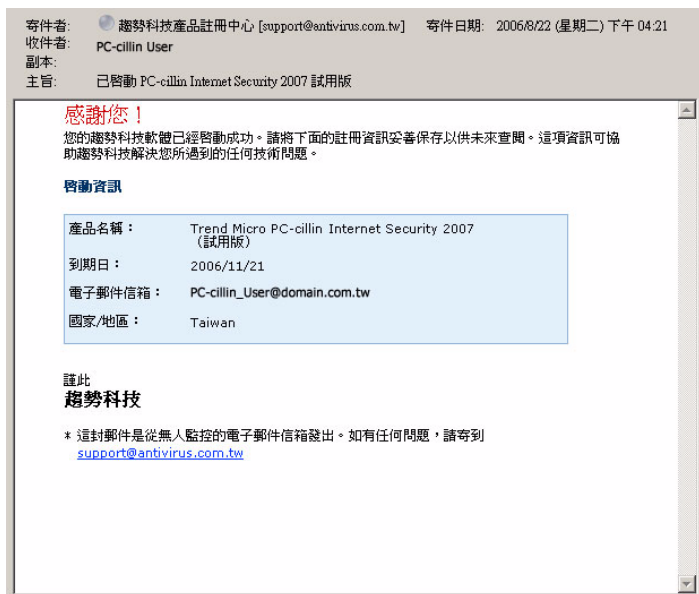 寄件者: 趨勢科技產品註冊中心 [support@antivirus.com.tw] 寄件日期: 2006/8/22 (星期二) 下午 04:21
收件者: PC-cillin User
副本:
主旨: 已啓動 PC-cillin Internet Security 2007 試用版
感謝您！
您的趨勢科技軟體已經啓動成功。請將下面的註冊資訊妥善保存以供未來查閱。這項資訊可協
助趨勢科技解決您所遇到的任何技術問題。
啓動資訊
產品名稱： Trend Micro PC-cillin Internet Security 2007
（試用版）
到期日： 2006/11/21
電子郵件信箱： PC-cillin_User@domain.com.tw
國家/地區： Taiwan
謹此
趨勢科技
* 這封郵件是從無人監控的電子郵件信箱發出。如有任何問題，請寄到
support@antivirus.com.tw